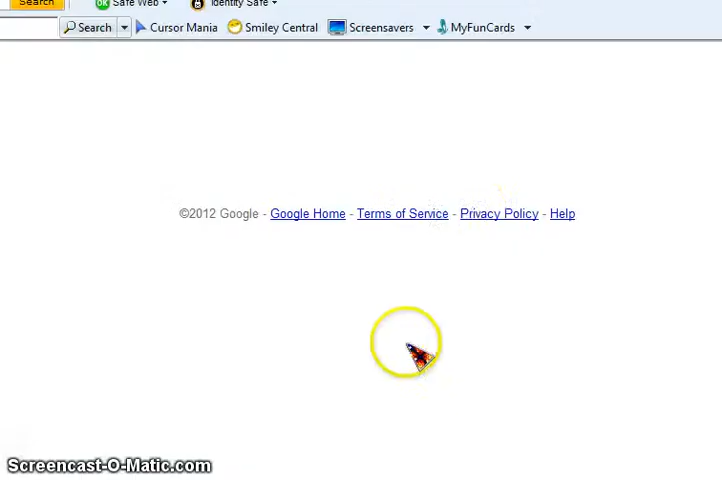 Search Safe Web Identity Safe
Search Cursor Mania Smiley Central Screensavers MyFunCards
©2012 Google - Google Home - Terms of Service - Privacy Policy - Help
Screencast-O-Matic.com